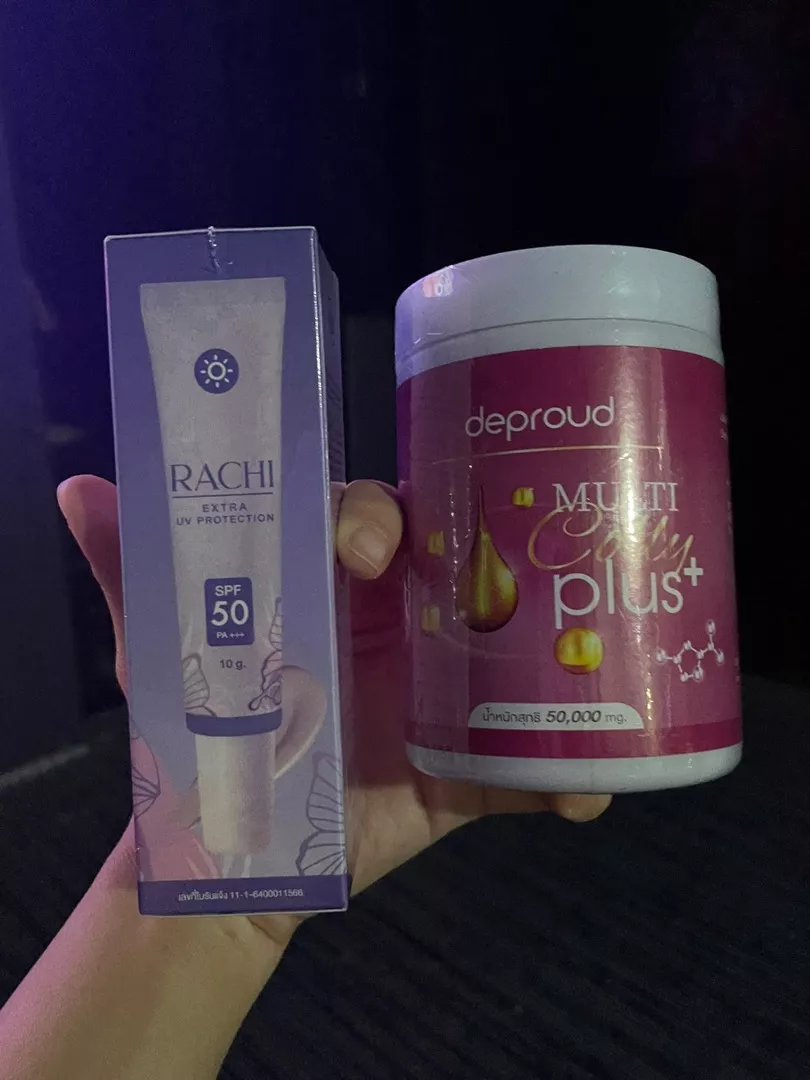 RACHI
EXTRA
UV PROTECTION
SPF
50
PA +++
10 g.
เลขที่ใบรับแจ้ง 11-1-6400011566
deproud
MULTI
Colly
plus+
น้ำหนักสุทธิ 50,000 mg.